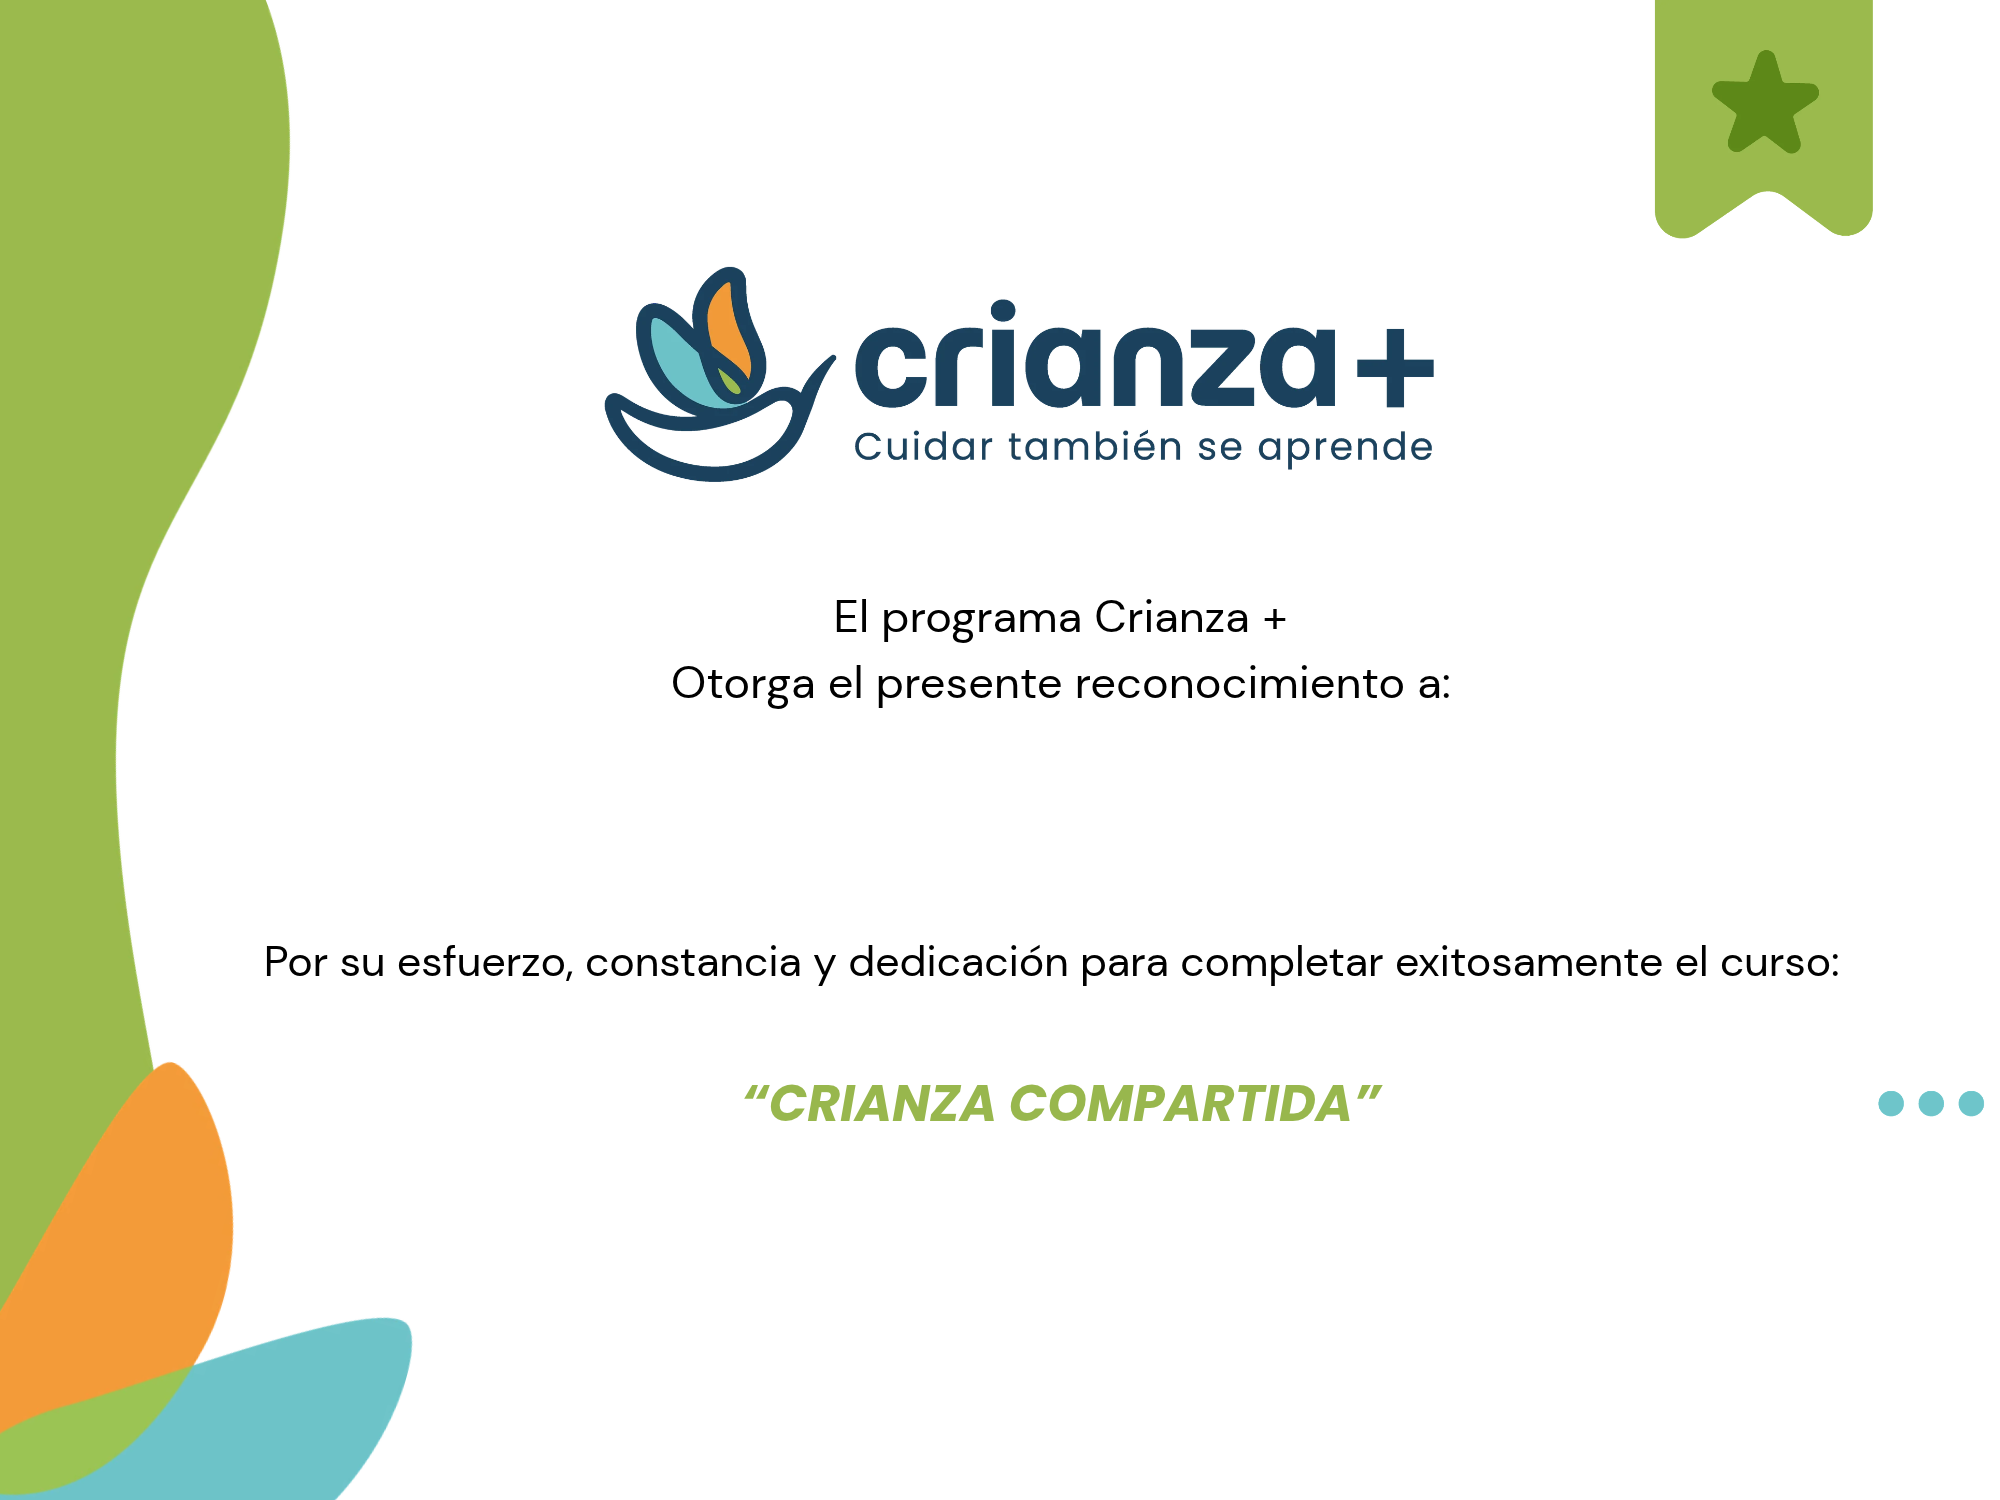 crianza+
Cuidar también se aprende
El programa Crianza +
Otorga el presente reconocimiento a:
Por su esfuerzo, constancia y dedicación para completar exitosamente el curso:
“CRIANZA COMPARTIDA”